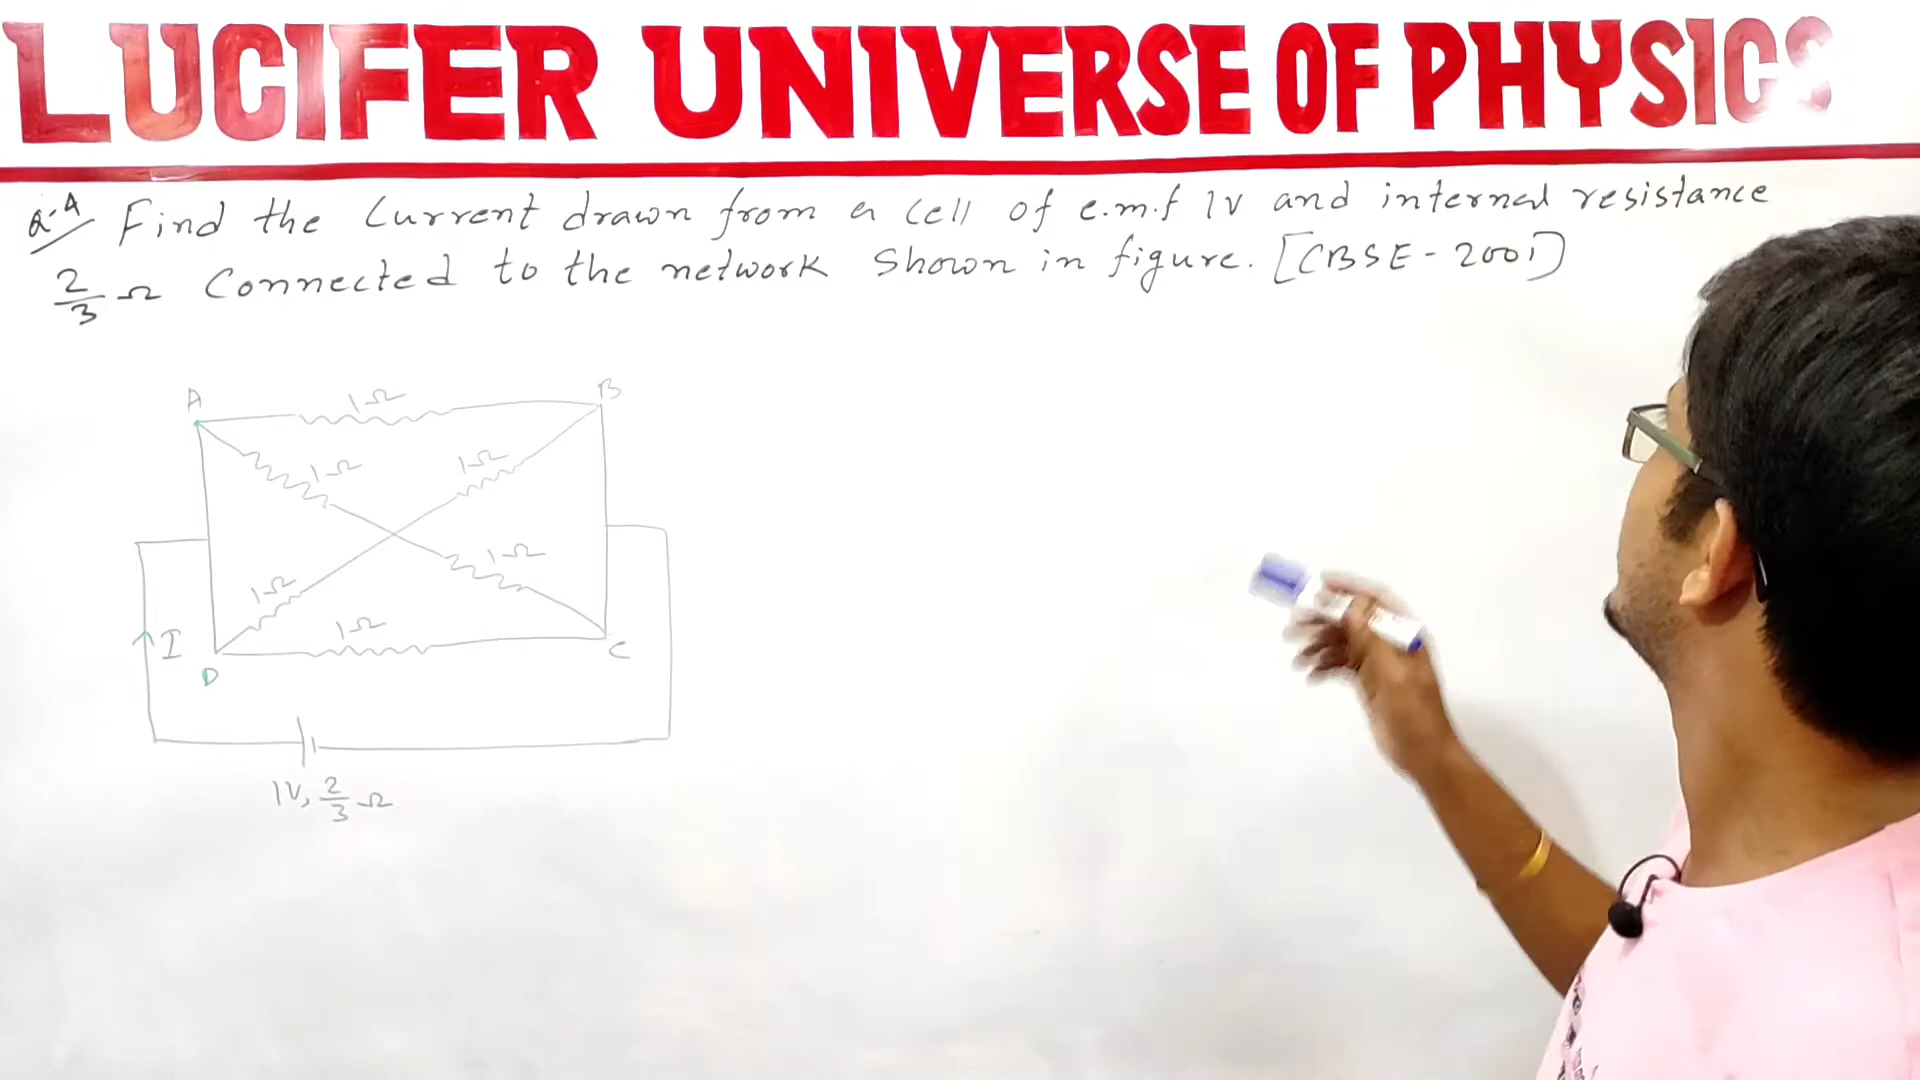 LUCIFER UNIVERSE OF PHYSICS
Q.4 Find the Current drawn from a cell of e.m.f 1V and internal resistance
2/3 Ω Connected to the network Shown in figure. [CBSE - 2001]
A 1Ω B
1Ω 1Ω
1Ω 1Ω
I 1Ω C
D
1V, 2/3 Ω